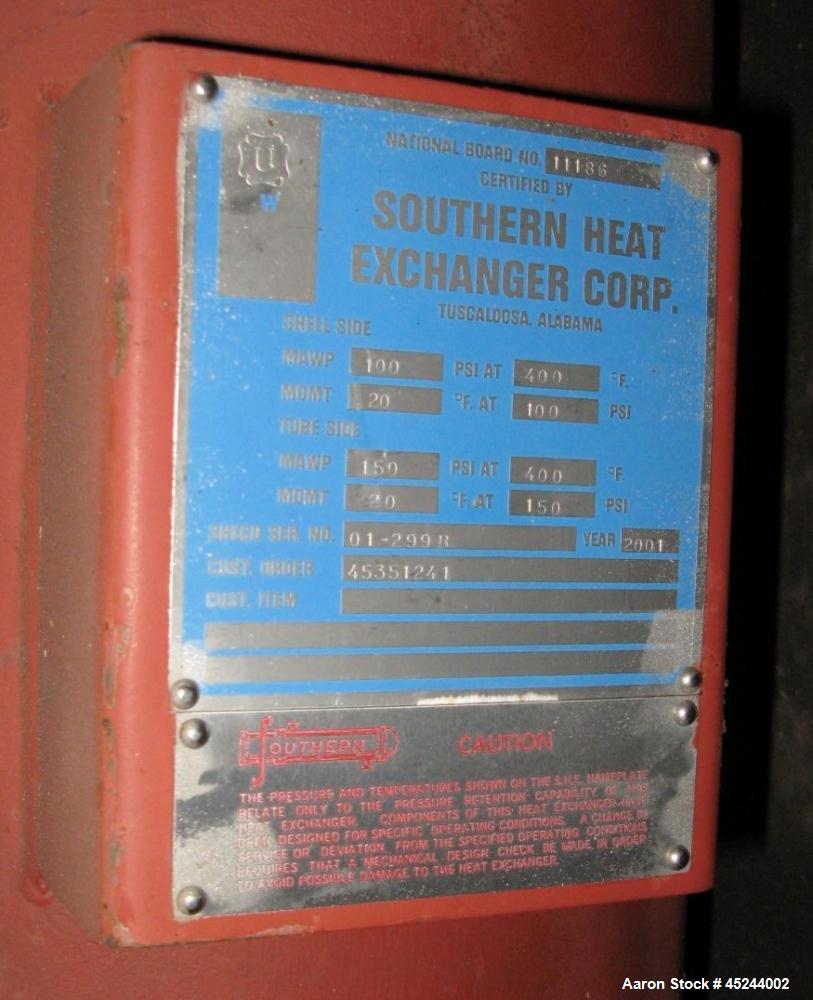 U
W
NATIONAL BOARD NO. 11186
CERTIFIED BY
SOUTHERN HEAT
EXCHANGER CORP.
TUSCALOOSA, ALABAMA
SHELL SIDE
MAWP 100 PSI AT 400 °F.
MDMT 20 °F. AT 100 PSI
TUBE SIDE
MAWP 150 PSI AT 400 °F.
MDMT 20 °F. AT 150 PSI
SHECO SER. NO. 01-2998 YEAR 2001
CUST. ORDER 45351241
CUST. ITEM
SOUTHERN CAUTION
THE PRESSURE AND TEMPERATURES SHOWN ON THE S.H.E. NAMEPLATE
RELATE ONLY TO THE PRESSURE RETENTION CAPABILITY OF THIS
HEAT EXCHANGER. COMPONENTS OF THIS HEAT EXCHANGER HAVE
BEEN DESIGNED FOR SPECIFIC OPERATING CONDITIONS. A CHANGE IN
SERVICE OR DEVIATION FROM THE SPECIFIED OPERATING CONDITIONS
REQUIRES THAT A MECHANICAL DESIGN CHECK BE MADE IN ORDER
TO AVOID POSSIBLE DAMAGE TO THE HEAT EXCHANGER.
Aaron Stock # 45244002